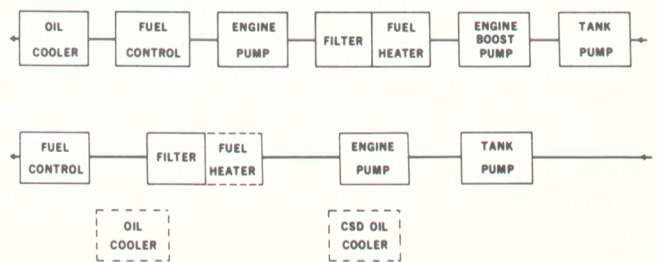 OIL COOLER
FUEL CONTROL
ENGINE PUMP
FILTER
FUEL HEATER
ENGINE BOOST PUMP
TANK PUMP
FUEL CONTROL
FILTER
FUEL HEATER
ENGINE PUMP
TANK PUMP
OIL COOLER
CSD OIL COOLER